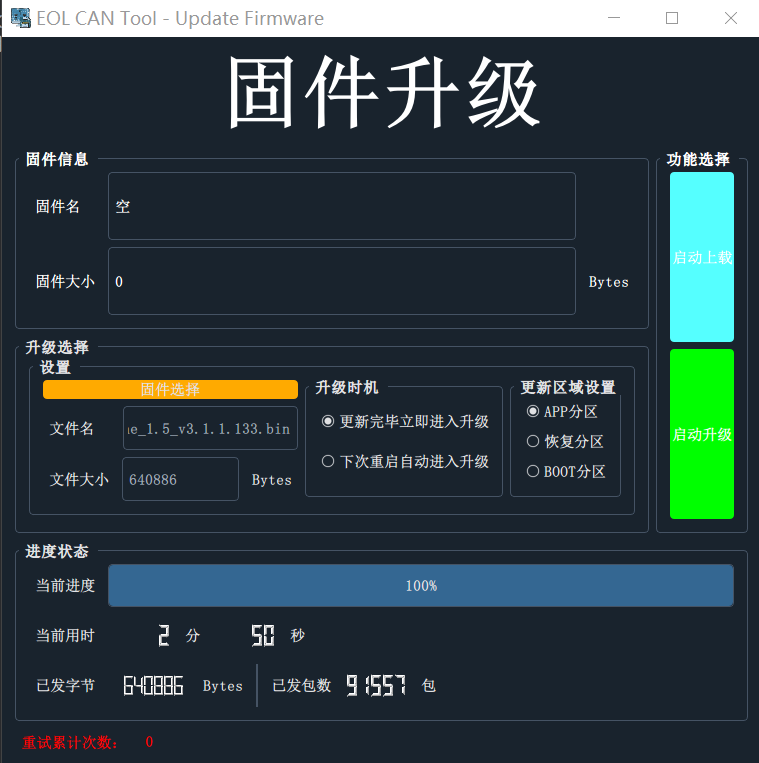 EOL CAN Tool - Update Firmware
固件升级
固件信息
固件名 空
固件大小 0 Bytes
功能选择
启动上载
启动升级
升级选择
设置
固件选择
文件名 e_1.5_v3.1.1.133.bin
文件大小 640886 Bytes
升级时机
更新完毕立即进入升级
下次重启自动进入升级
更新区域设置
APP分区
恢复分区
BOOT分区
进度状态
当前进度 100%
当前用时 2 分 50 秒
已发字节 640886 Bytes 已发包数 91557 包
重试累计次数： 0